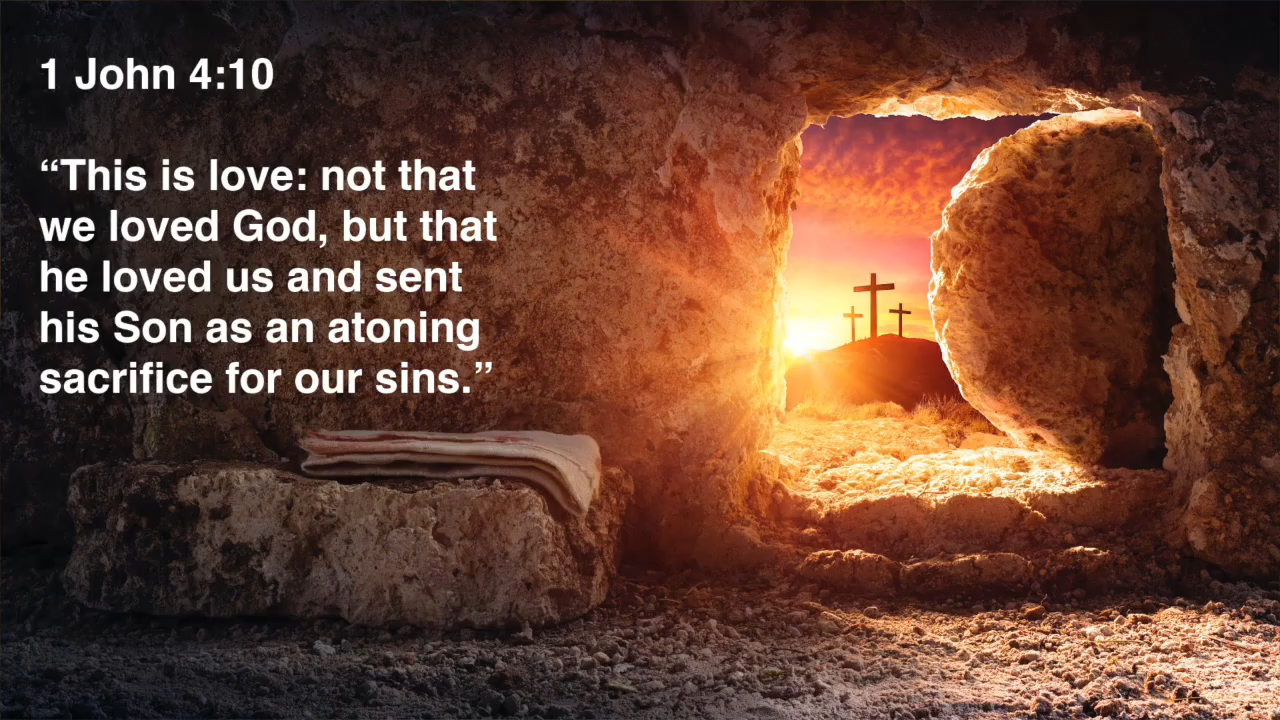 1 John 4:10
“This is love: not that
we loved God, but that
he loved us and sent
his Son as an atoning
sacrifice for our sins.”